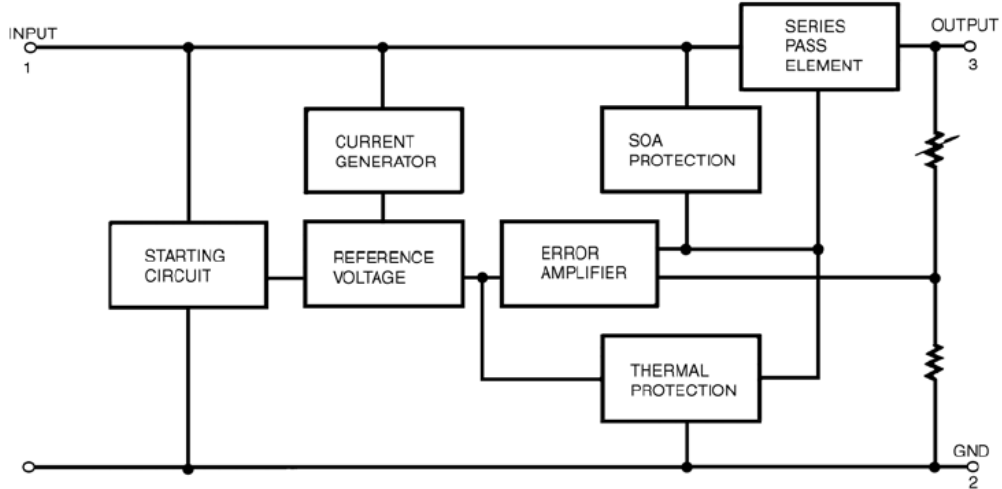 INPUT
1
SERIES
PASS
ELEMENT
OUTPUT
3
CURRENT
GENERATOR
SOA
PROTECTION
STARTING
CIRCUIT
REFERENCE
VOLTAGE
ERROR
AMPLIFIER
THERMAL
PROTECTION
GND
2